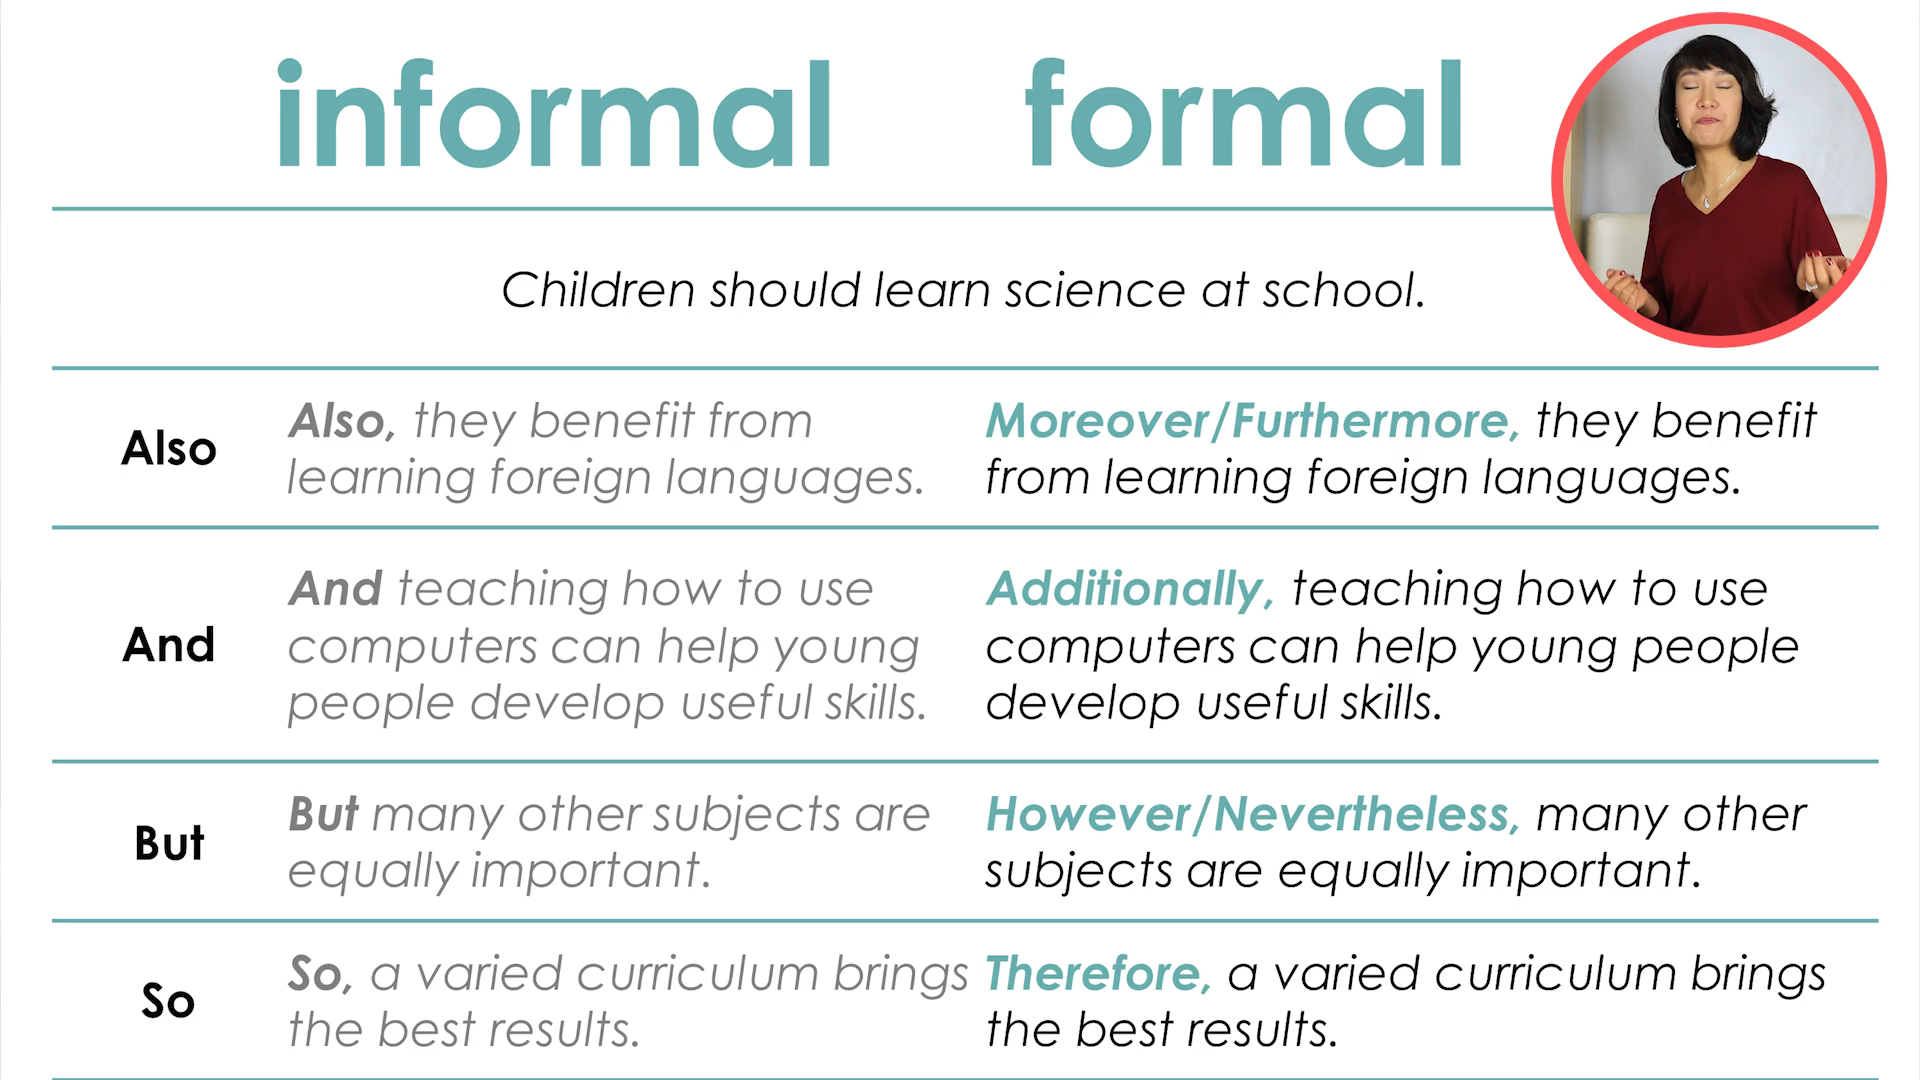 informal formal
Children should learn science at school.
Also
Also, they benefit from
learning foreign languages.
Moreover/Furthermore, they benefit
from learning foreign languages.
And
And teaching how to use
computers can help young
people develop useful skills.
Additionally, teaching how to use
computers can help young people
develop useful skills.
But
But many other subjects are
equally important.
However/Nevertheless, many other
subjects are equally important.
So
So, a varied curriculum brings
the best results.
Therefore, a varied curriculum brings
the best results.